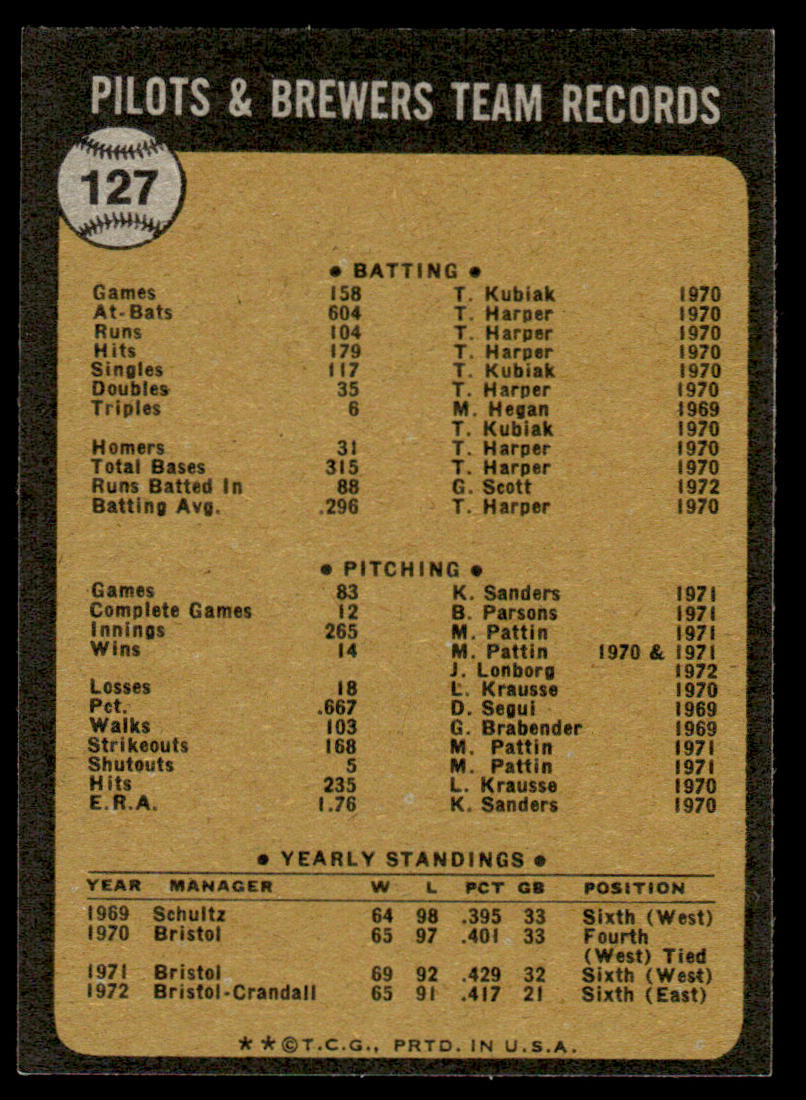 PILOTS & BREWERS TEAM RECORDS
127
• BATTING •
Games 158 T. Kubiak 1970
At-Bats 604 T. Harper 1970
Runs 104 T. Harper 1970
Hits 179 T. Harper 1970
Singles 117 T. Kubiak 1970
Doubles 35 T. Harper 1970
Triples 6 M. Hegan 1969
T. Kubiak 1970
Homers 31 T. Harper 1970
Total Bases 315 T. Harper 1970
Runs Batted In 88 G. Scott 1972
Batting Avg. .296 T. Harper 1970
• PITCHING •
Games 83 K. Sanders 1971
Complete Games 12 B. Parsons 1971
Innings 265 M. Pattin 1971
Wins 14 M. Pattin 1970 & 1971
J. Lonborg 1972
Losses 18 L. Krausse 1970
Pct. .667 D. Segui 1969
Walks 103 G. Brabender 1969
Strikeouts 168 M. Pattin 1971
Shutouts 5 M. Pattin 1971
Hits 235 L. Krausse 1970
E.R.A. 1.76 K. Sanders 1970
• YEARLY STANDINGS •
YEAR MANAGER W L PCT GB POSITION
1969 Schultz 64 98 .395 33 Sixth (West)
1970 Bristol 65 97 .401 33 Fourth
(West) Tied
1971 Bristol 69 92 .429 32 Sixth (West)
1972 Bristol-Crandall 65 91 .417 21 Sixth (East)
**©T.C.G., PRTD. IN U.S.A.